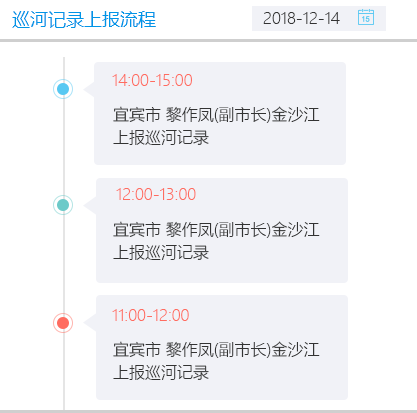 巡河记录上报流程
2018-12-14
14:00-15:00
宜宾市 黎作凤(副市长)金沙江
上报巡河记录
12:00-13:00
宜宾市 黎作凤(副市长)金沙江
上报巡河记录
11:00-12:00
宜宾市 黎作凤(副市长)金沙江
上报巡河记录